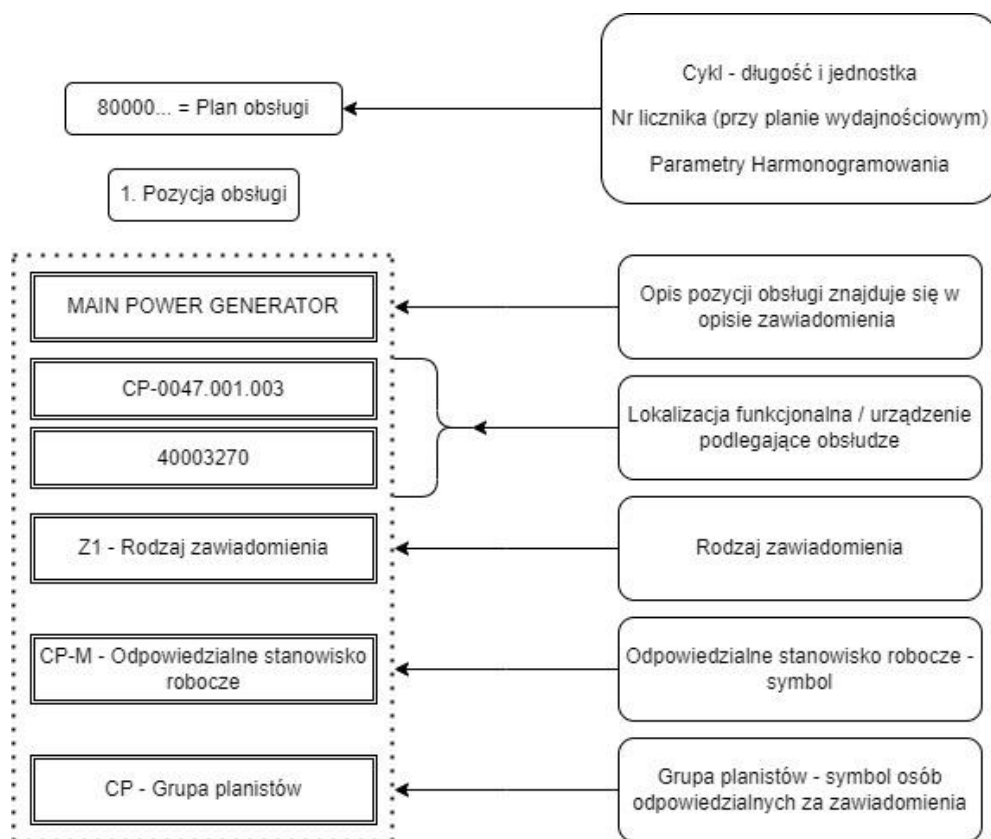 80000... = Plan obsługi
Cykl - długość i jednostka
Nr licznika (przy planie wydajnościowym)
Parametry Harmonogramowania
1. Pozycja obsługi
MAIN POWER GENERATOR
Opis pozycji obsługi znajduje się w
opisie zawiadomienia
CP-0047.001.003
40003270
Lokalizacja funkcjonalna / urządzenie
podlegające obsłudze
Z1 - Rodzaj zawiadomienia
Rodzaj zawiadomienia
CP-M - Odpowiedzialne stanowisko
robocze
Odpowiedzialne stanowisko robocze -
symbol
CP - Grupa planistów
Grupa planistów - symbol osób
odpowiedzialnych za zawiadomienia